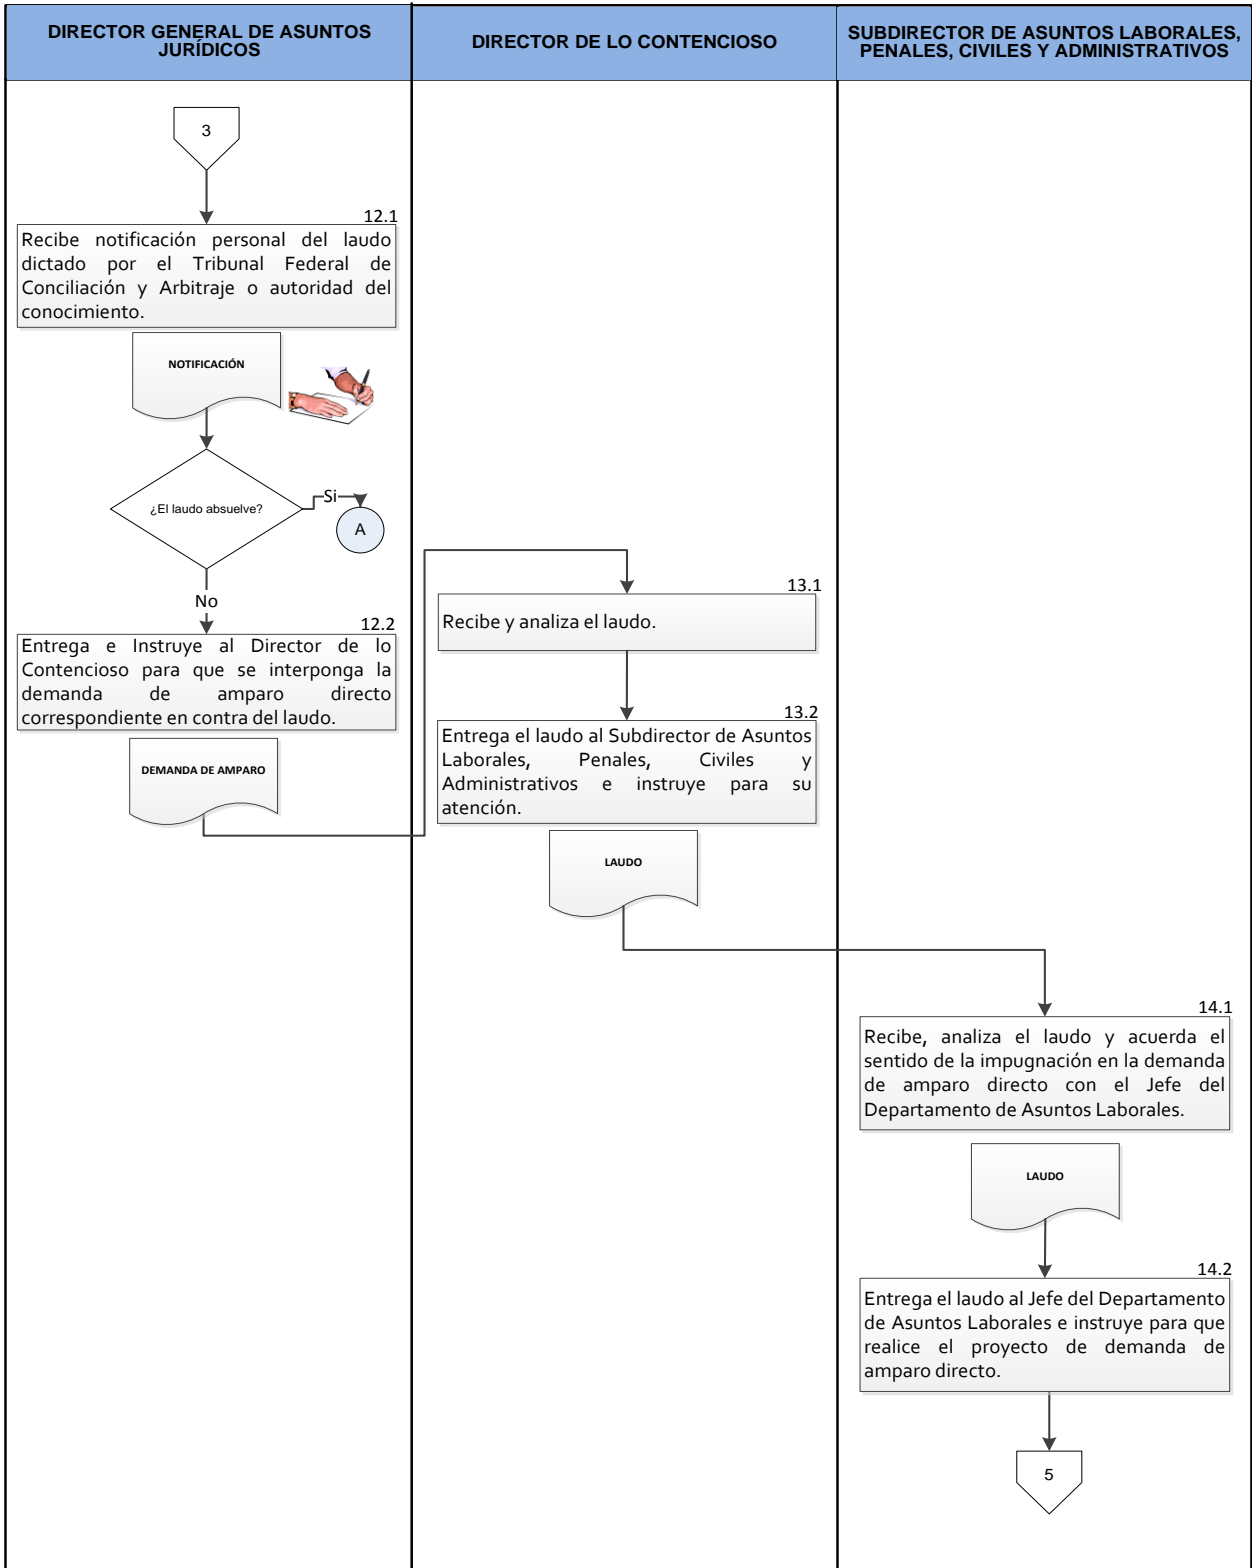 DIRECTOR GENERAL DE ASUNTOS
JURÍDICOS
DIRECTOR DE LO CONTENCIOSO
SUBDIRECTOR DE ASUNTOS LABORALES,
PENALES, CIVILES Y ADMINISTRATIVOS
3
12.1
Recibe notificación personal del laudo
dictado por el Tribunal Federal de
Conciliación y Arbitraje o autoridad del
conocimiento.
NOTIFICACIÓN
¿El laudo absuelve?
Si
A
No
12.2
Entrega e Instruye al Director de lo
Contencioso para que se interponga la
demanda de amparo directo
correspondiente en contra del laudo.
DEMANDA DE AMPARO
13.1
Recibe y analiza el laudo.
13.2
Entrega el laudo al Subdirector de Asuntos
Laborales, Penales, Civiles y
Administrativos e instruye para su
atención.
LAUDO
14.1
Recibe, analiza el laudo y acuerda el
sentido de la impugnación en la demanda
de amparo directo con el Jefe del
Departamento de Asuntos Laborales.
LAUDO
14.2
Entrega el laudo al Jefe del Departamento
de Asuntos Laborales e instruye para que
realice el proyecto de demanda de
amparo directo.
5